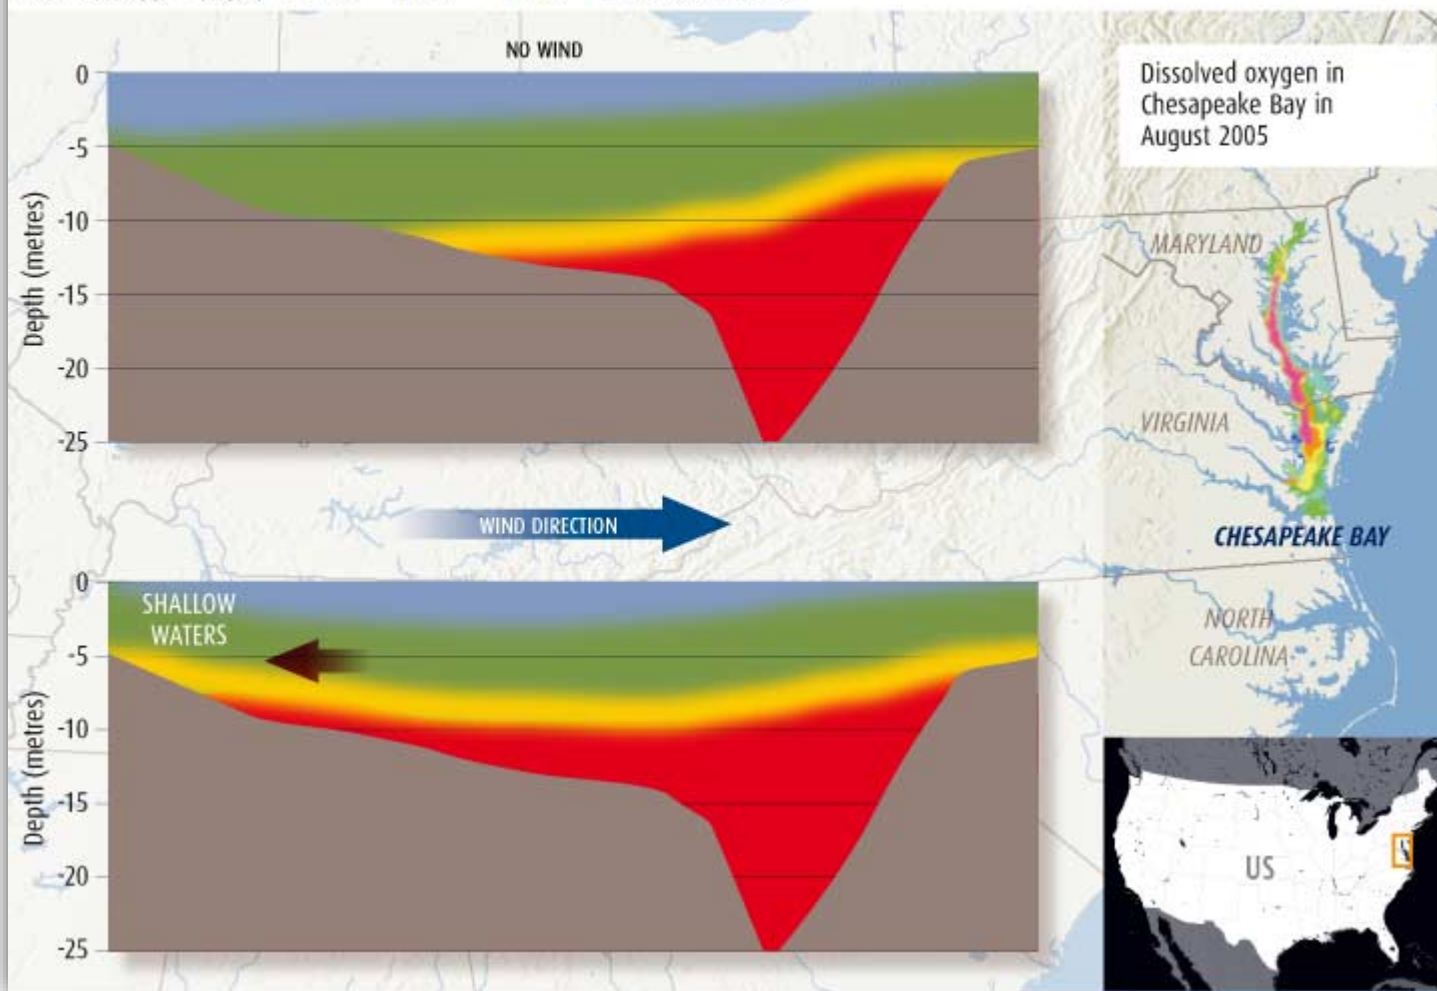 NO WIND
0
-5
-10
-15
-20
-25
Depth (metres)
WIND DIRECTION
0
-5
-10
-15
-20
-25
Depth (metres)
SHALLOW
WATERS
Dissolved oxygen in
Chesapeake Bay in
August 2005
MARYLAND
VIRGINIA
CHESAPEAKE BAY
NORTH
CAROLINA
US